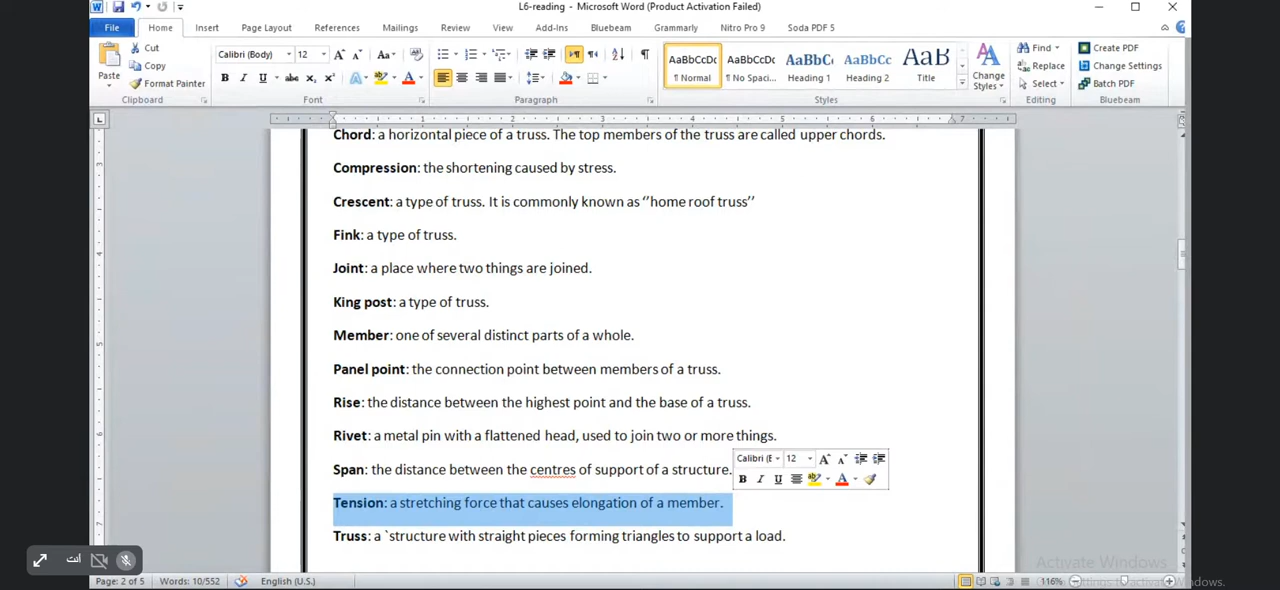 L6-reading - Microsoft Word (Product Activation Failed)
File Home Insert Page Layout References Mailings Review View Add-Ins Bluebeam Grammarly Nitro Pro 9 Soda PDF 5
Paste
Cut
Copy
Format Painter
Clipboard
Calibri (Body) 12
Font
Paragraph
AaBbCcDc AaBbCcDc AaBbC AaBbCc AaB
¶ Normal ¶ No Spaci... Heading 1 Heading 2 Title
Change Styles
Styles
Find
Replace
Select
Editing
Create PDF
Change Settings
Batch PDF
Bluebeam
1 2 3 4 5 6 7
Chord: a horizontal piece of a truss. The top members of the truss are called upper chords.
Compression: the shortening caused by stress.
Crescent: a type of truss. It is commonly known as ‘’home roof truss’’
Fink: a type of truss.
Joint: a place where two things are joined.
King post: a type of truss.
Member: one of several distinct parts of a whole.
Panel point: the connection point between members of a truss.
Rise: the distance between the highest point and the base of a truss.
Rivet: a metal pin with a flattened head, used to join two or more things.
Span: the distance between the centres of support of a structure.
Calibri (E 12
Tension: a stretching force that causes elongation of a member.
Truss: a `structure with straight pieces forming triangles to support a load.
انت
Activate Windows
Page: 2 of 5 Words: 10/552 English (U.S.) 116%